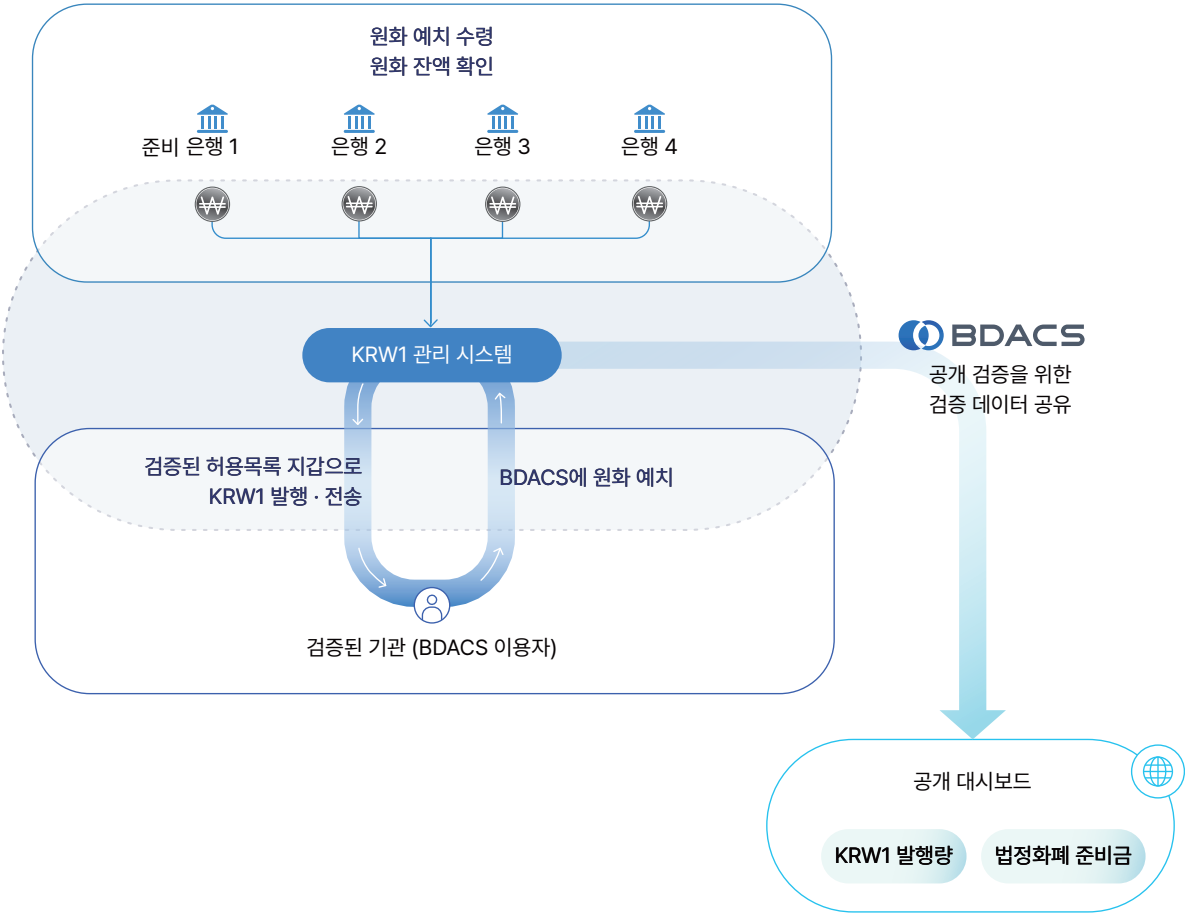 원화 예치 수령
원화 잔액 확인
준비 은행 1
은행 2
은행 3
은행 4
KRW1 관리 시스템
BDACS
공개 검증을 위한
검증 데이터 공유
검증된 허용목록 지갑으로
KRW1 발행 · 전송
BDACS에 원화 예치
검증된 기관 (BDACS 이용자)
공개 대시보드
KRW1 발행량
법정화폐 준비금